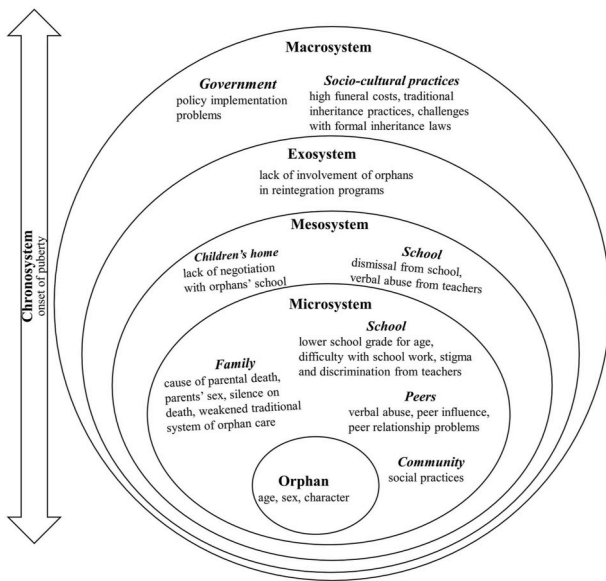 Macrosystem
Government
policy implementation
problems
Socio-cultural practices
high funeral costs, traditional
inheritance practices, challenges
with formal inheritance laws
Exosystem
lack of involvement of orphans
in reintegration programs
Mesosystem
Children's home
lack of negotiation
with orphans' school
School
dismissal from school,
verbal abuse from teachers
Microsystem
School
lower school grade for age,
difficulty with school work, stigma
and discrimination from teachers
Family
cause of parental death,
parents' sex, silence on
death, weakened traditional
system of orphan care
Peers
verbal abuse, peer influence,
peer relationship problems
Community
social practices
Orphan
age, sex, character
Chronosystem
onset of puberty